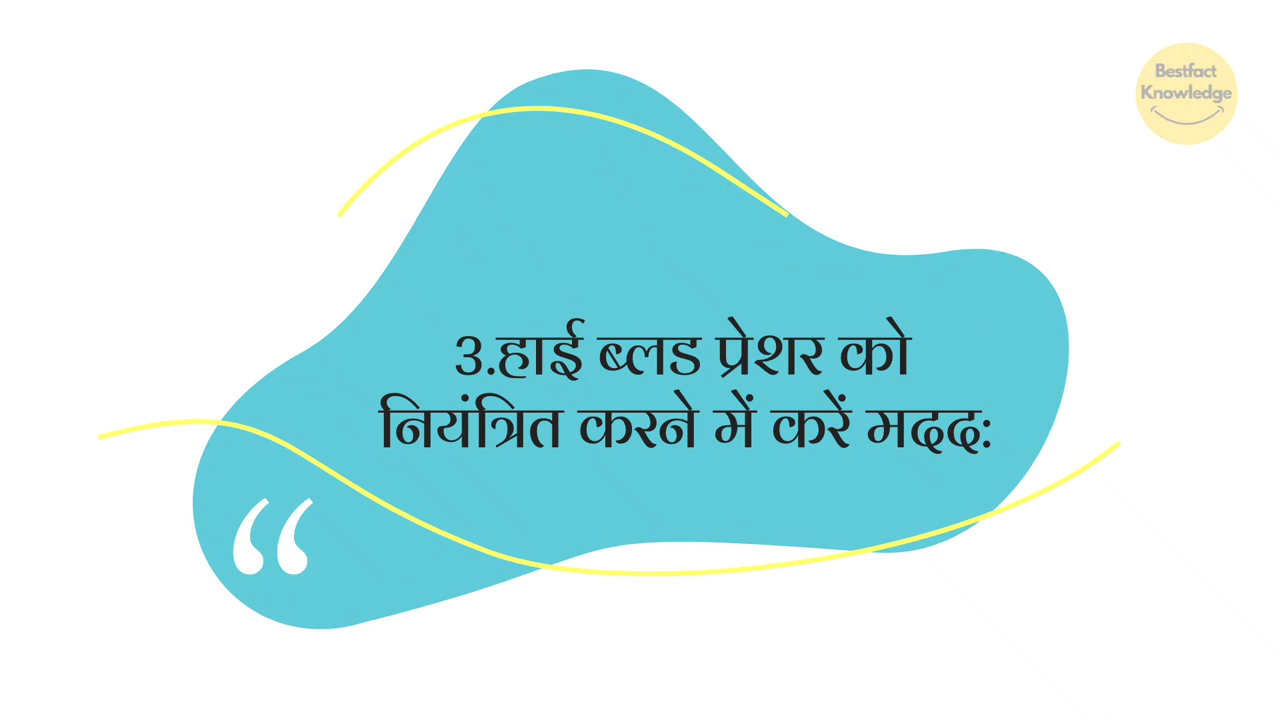 Bestfact
Knowledge
3.हाई ब्लड प्रेशर को
नियंत्रित करने में करें मदद:
“